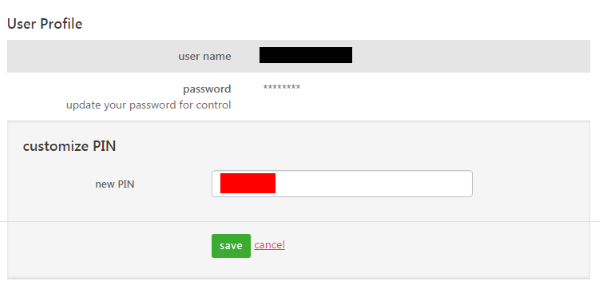 User Profile
user name
password ********
update your password for control
customize PIN
new PIN
save cancel